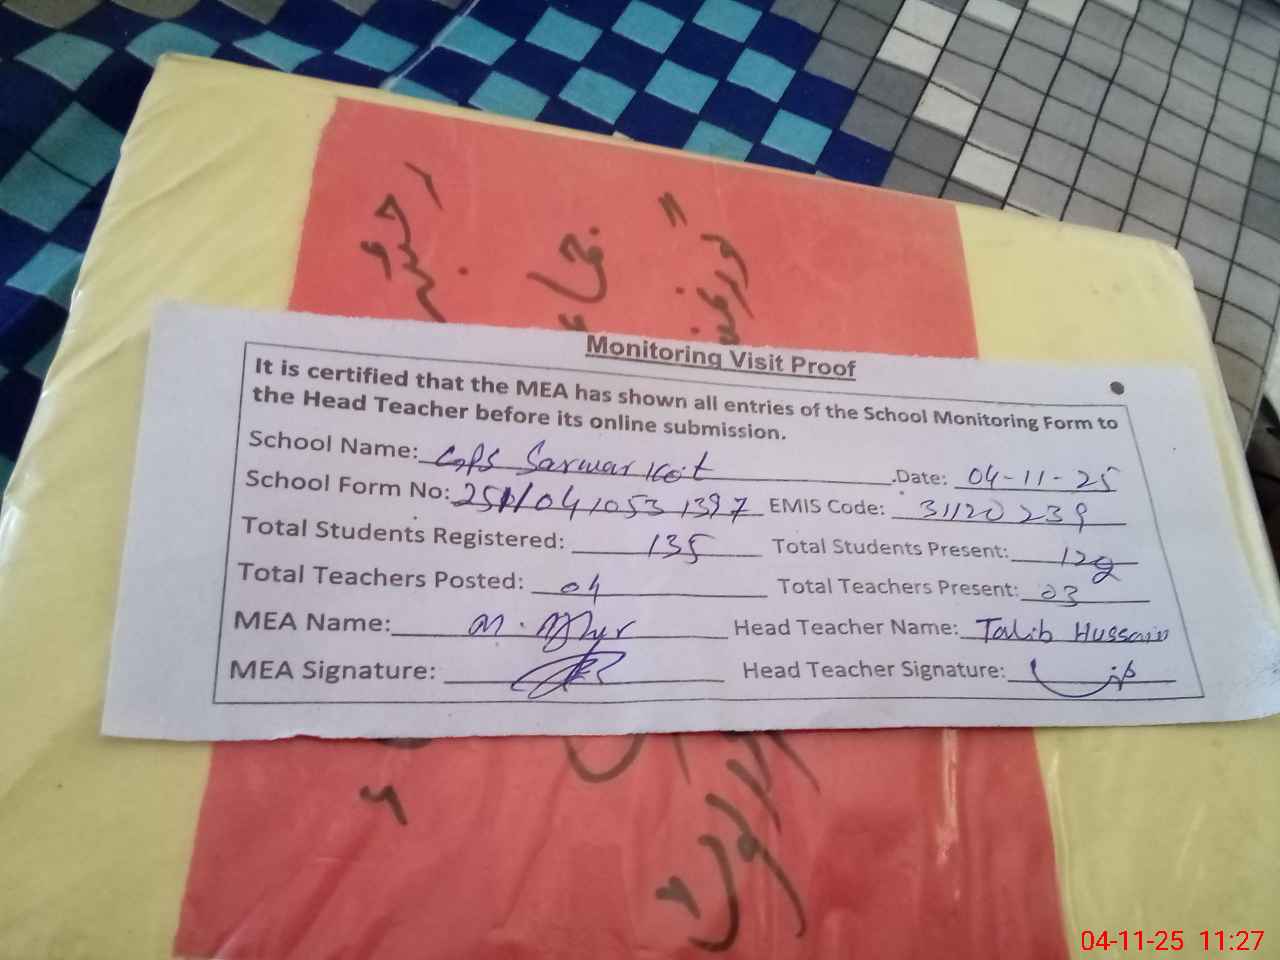 Monitoring Visit Proof
It is certified that the MEA has shown all entries of the School Monitoring Form to
the Head Teacher before its online submission.
School Name: GPS Sarwar Kot Date: 04-11-25
School Form No: EMIS Code: 31120239
Total Students Registered: 135 Total Students Present: 129
Total Teachers Posted: 04 Total Teachers Present: 03
MEA Name: Head Teacher Name: Talib Hussain
MEA Signature: Head Teacher Signature:
04-11-25 11:27